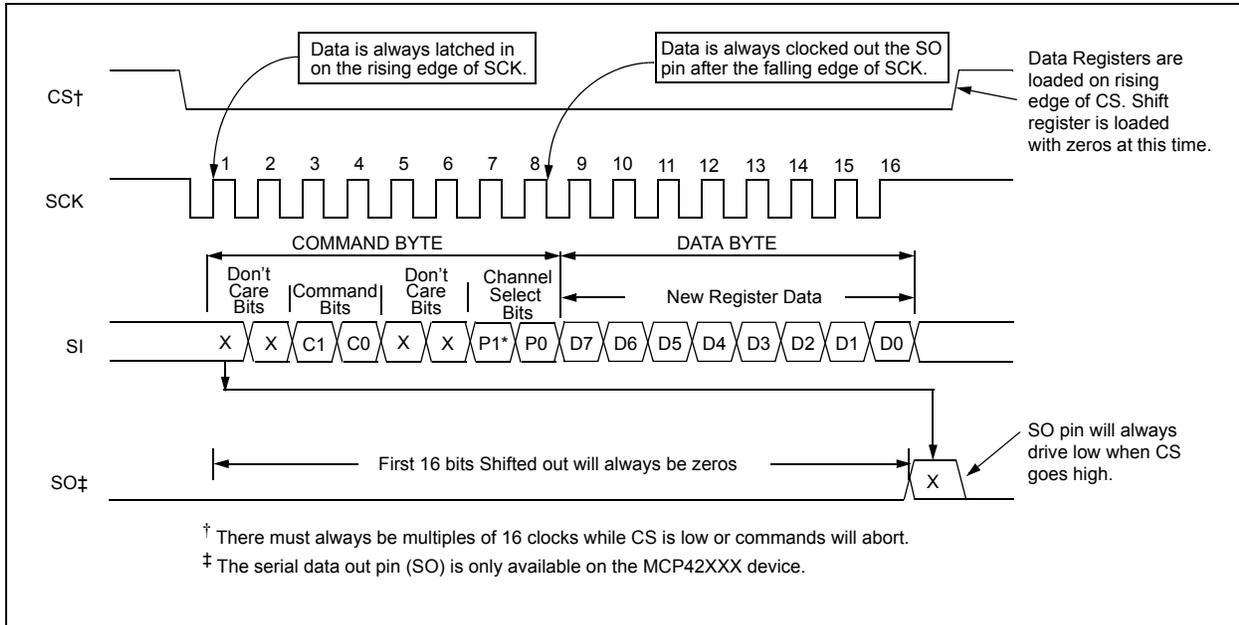 Data is always latched in
on the rising edge of SCK.
Data is always clocked out the SO
pin after the falling edge of SCK.
Data Registers are
loaded on rising
edge of CS. Shift
register is loaded
with zeros at this time.
CS†
1 2 3 4 5 6 7 8 9 10 11 12 13 14 15 16
SCK
COMMAND BYTE
DATA BYTE
Don't
Care
Bits
Command
Bits
Don't
Care
Bits
Channel
Select
Bits
New Register Data
SI
X X C1 C0 X X P1* P0 D7 D6 D5 D4 D3 D2 D1 D0
First 16 bits Shifted out will always be zeros
SO‡
X
SO pin will always
drive low when CS
goes high.
† There must always be multiples of 16 clocks while CS is low or commands will abort.
‡ The serial data out pin (SO) is only available on the MCP42XXX device.